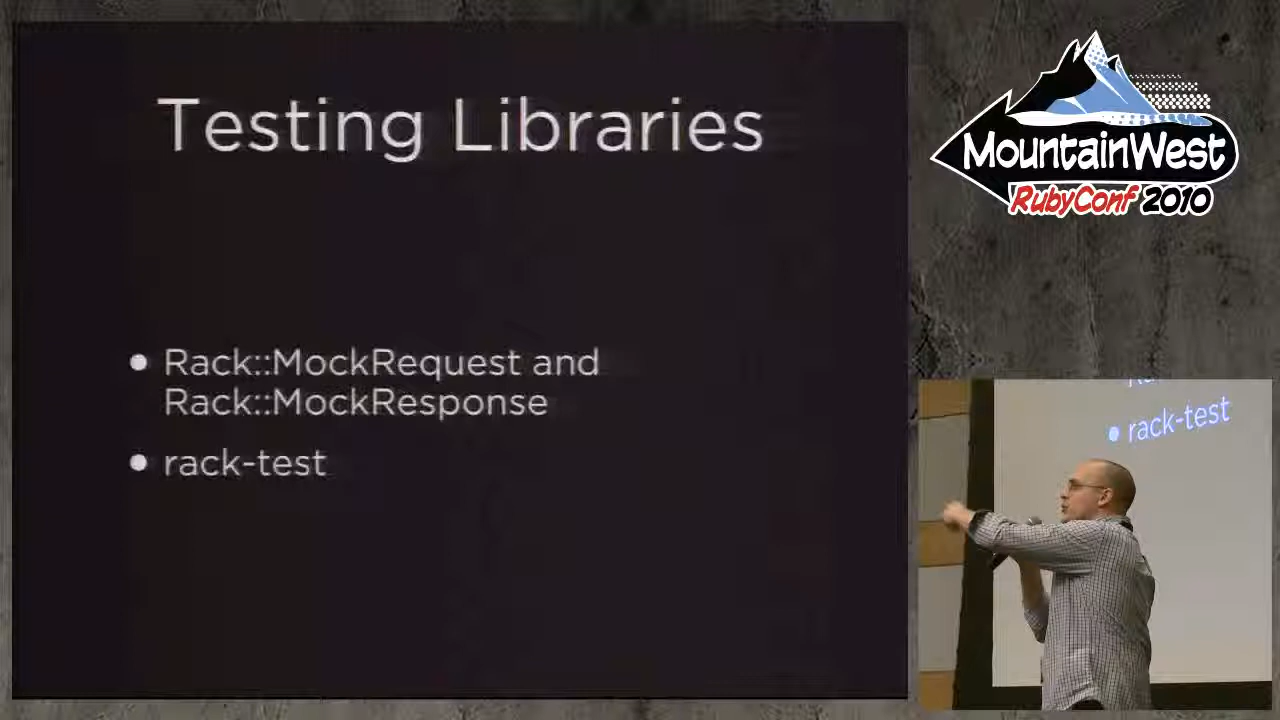 Testing Libraries
• Rack::MockRequest and
Rack::MockResponse
• rack-test
MountainWest
RubyConf 2010
• rack-test